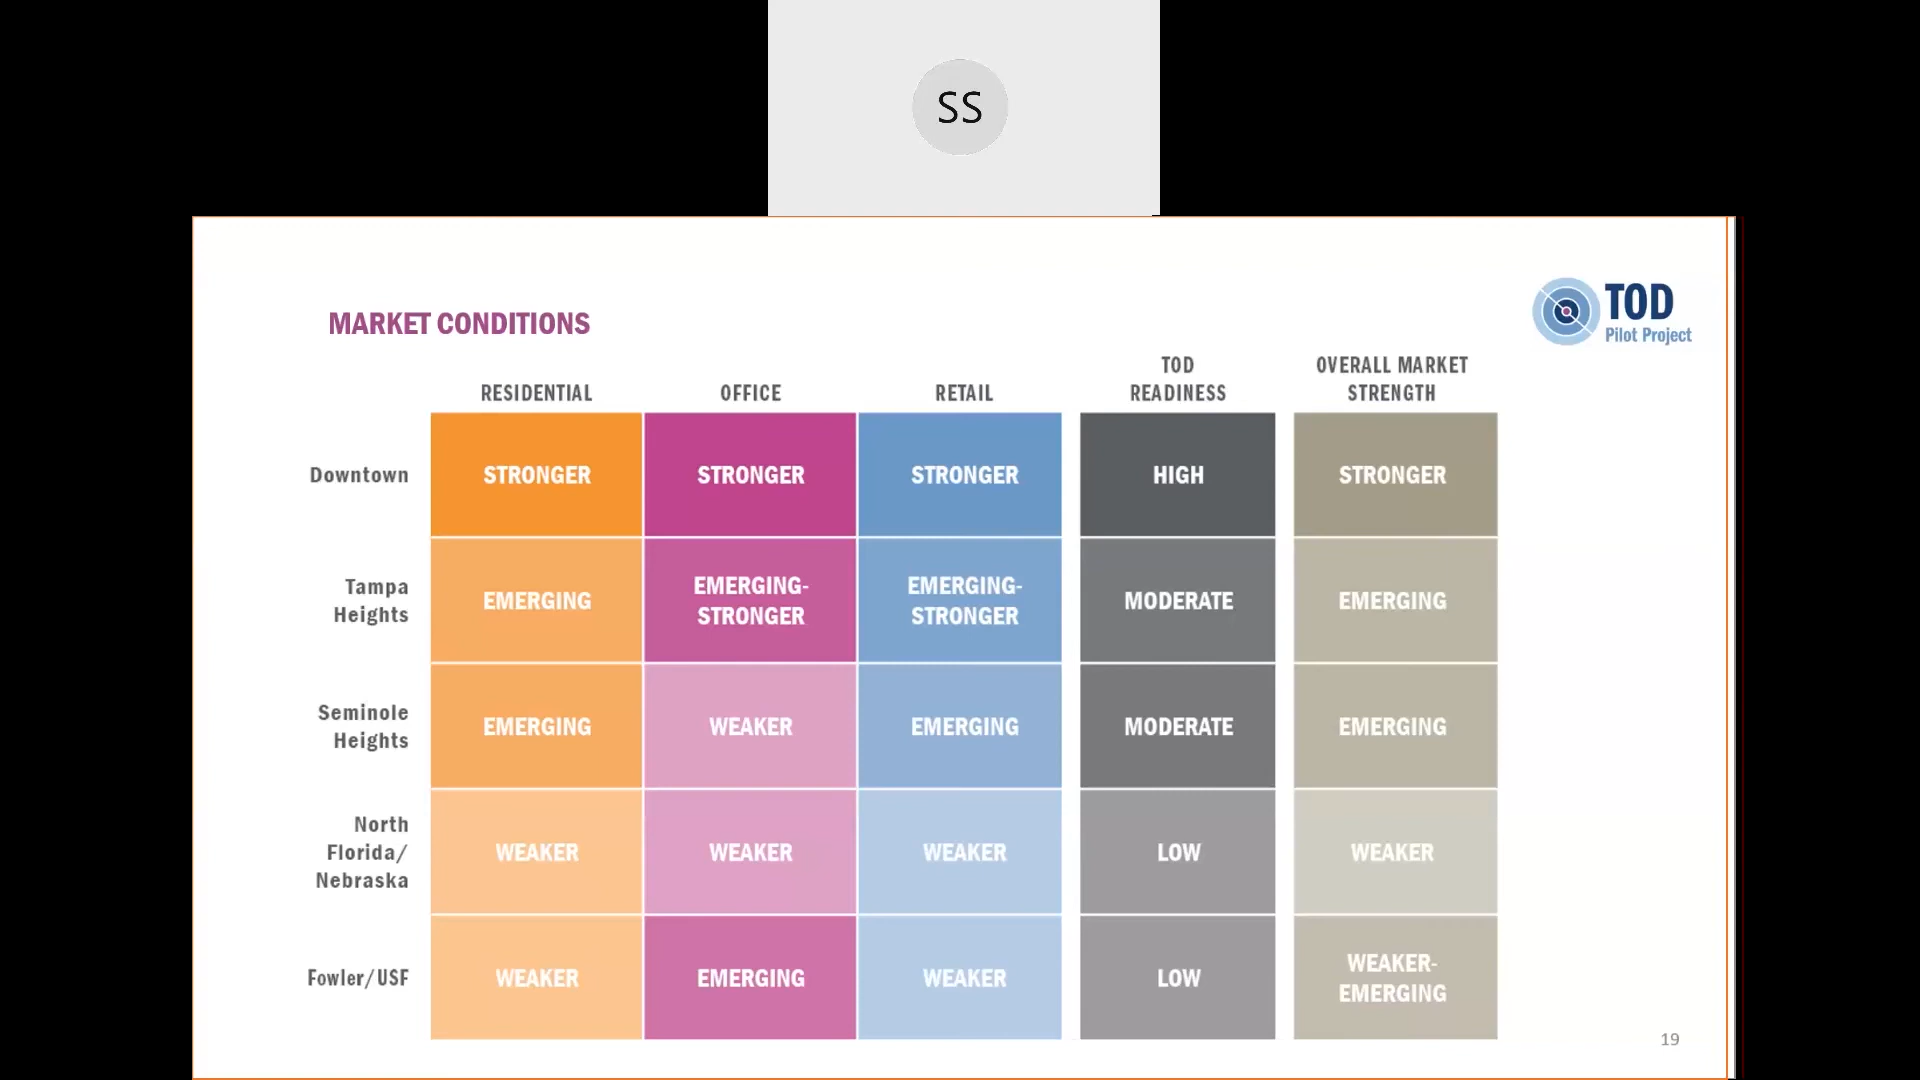 SS
TOD
Pilot Project
MARKET CONDITIONS
RESIDENTIAL
OFFICE
RETAIL
TOD
READINESS
OVERALL MARKET
STRENGTH
Downtown
STRONGER
STRONGER
STRONGER
HIGH
STRONGER
Tampa
Heights
EMERGING
EMERGING-
STRONGER
EMERGING-
STRONGER
MODERATE
EMERGING
Seminole
Heights
EMERGING
WEAKER
EMERGING
MODERATE
EMERGING
North
Florida/
Nebraska
WEAKER
WEAKER
WEAKER
LOW
WEAKER
Fowler/USF
WEAKER
EMERGING
WEAKER
LOW
WEAKER-
EMERGING
19